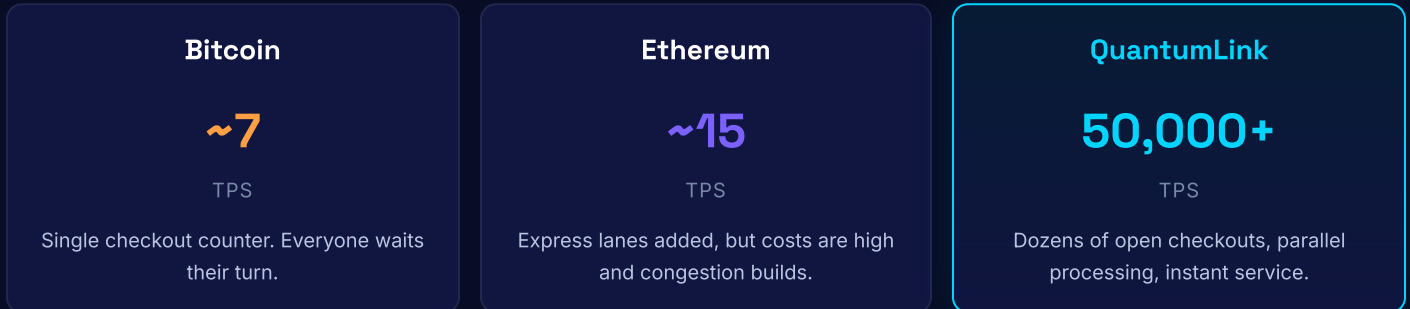 Bitcoin
~7
TPS
Single checkout counter. Everyone waits
their turn.
Ethereum
~15
TPS
Express lanes added, but costs are high
and congestion builds.
QuantumLink
50,000+
TPS
Dozens of open checkouts, parallel
processing, instant service.